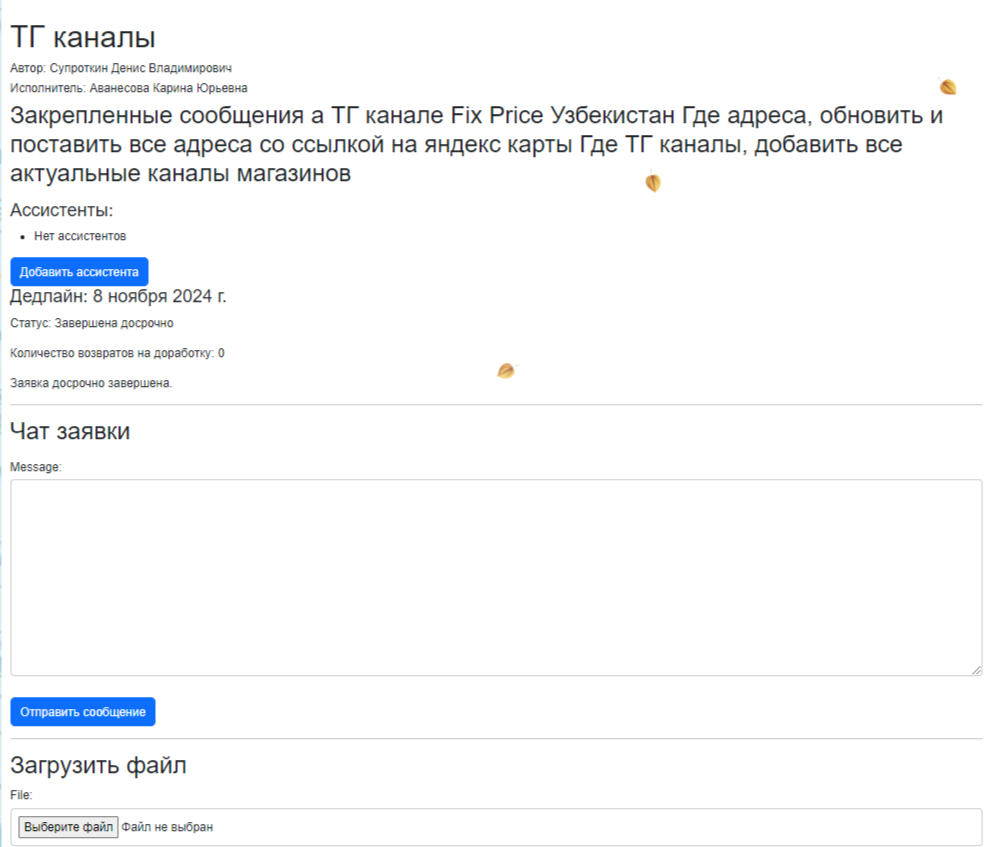 ТГ каналы
Автор: Супроткин Денис Владимирович
Исполнитель: Аванесова Карина Юрьевна
Закрепленные сообщения а ТГ канале Fix Price Узбекистан Где адреса, обновить и
поставить все адреса со ссылкой на яндекс карты Где ТГ каналы, добавить все
актуальные каналы магазинов
Ассистенты:
• Нет ассистентов
Добавить ассистента
Дедлайн: 8 ноября 2024 г.
Статус: Завершена досрочно
Количество возвратов на доработку: 0
Заявка досрочно завершена.
Чат заявки
Message:
Отправить сообщение
Загрузить файл
File:
Выберите файл Файл не выбран